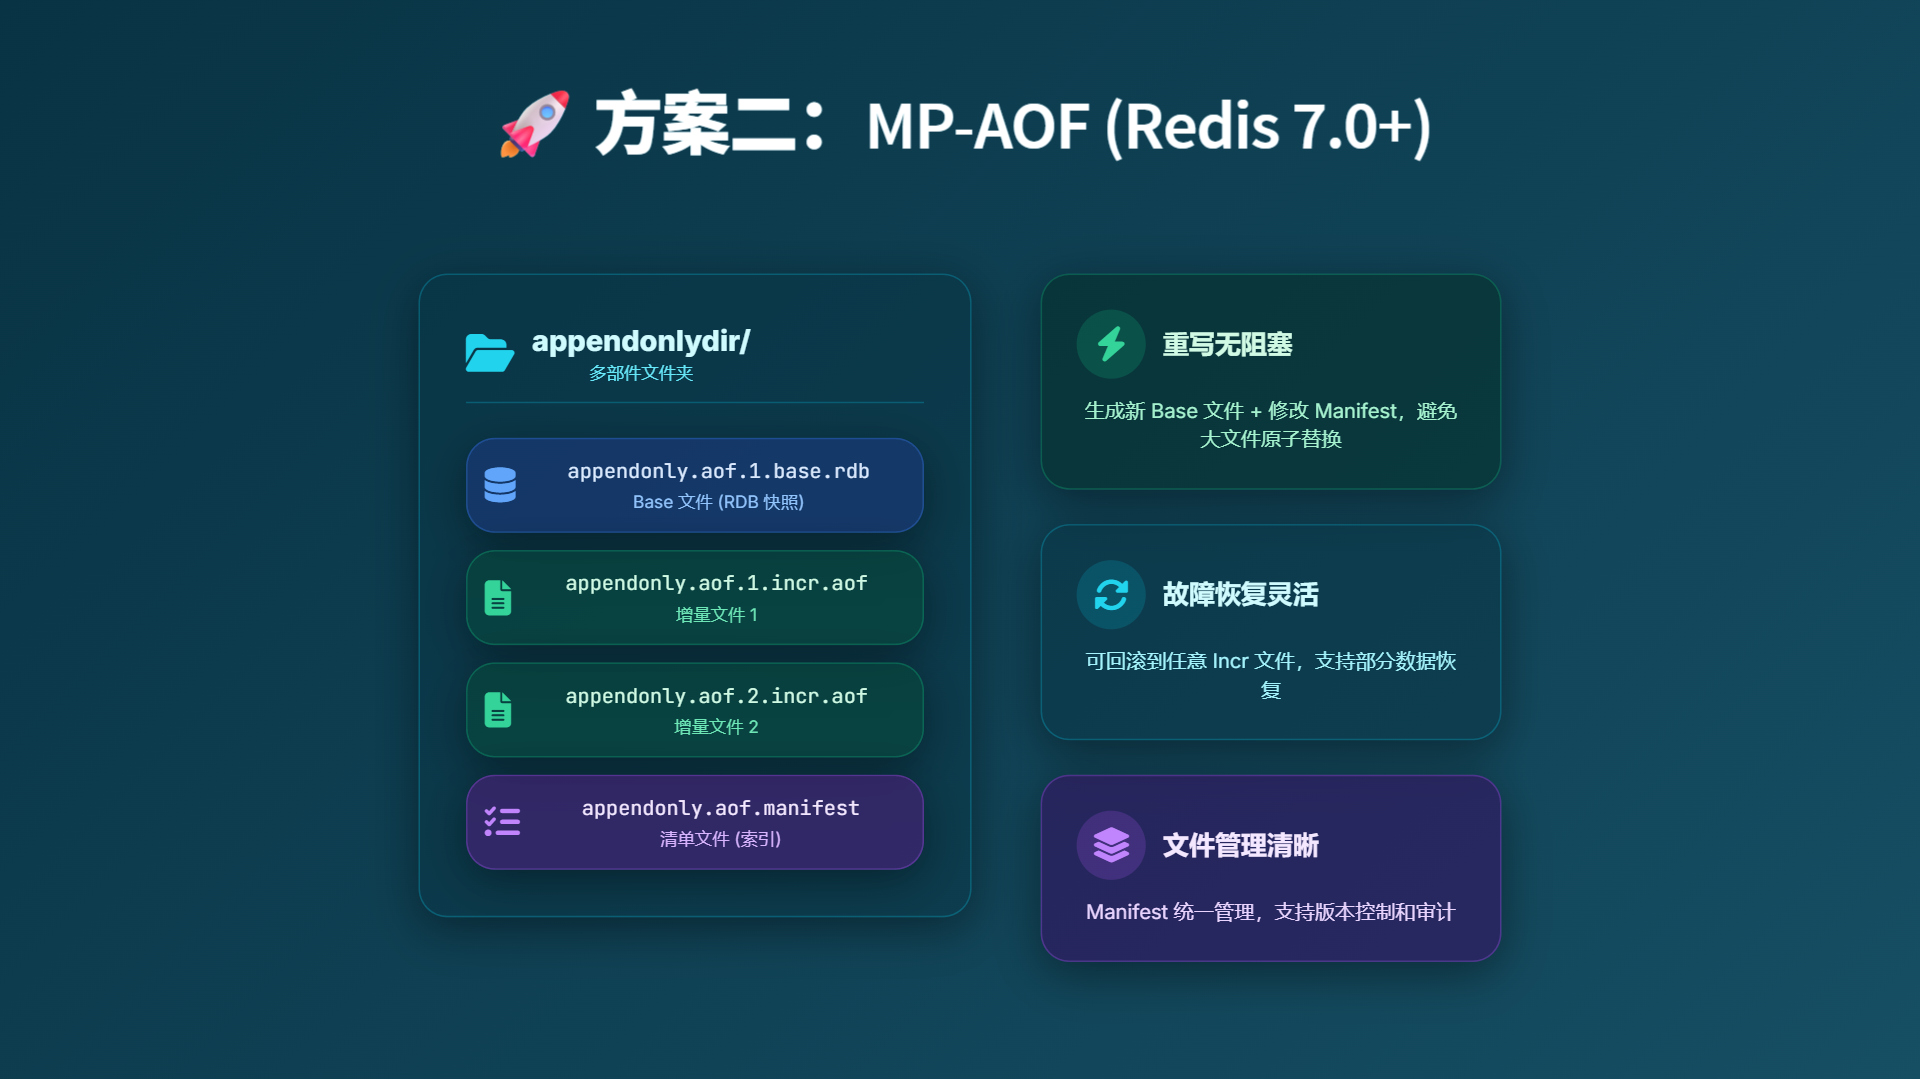 方案二：MP-AOF (Redis 7.0+)
appendonlydir/
多部件文件夹
appendonly.aof.1.base.rdb
Base 文件 (RDB 快照)
appendonly.aof.1.incr.aof
增量文件 1
appendonly.aof.2.incr.aof
增量文件 2
appendonly.aof.manifest
清单文件 (索引)
重写无阻塞
生成新 Base 文件 + 修改 Manifest，避免
大文件原子替换
故障恢复灵活
可回滚到任意 Incr 文件，支持部分数据恢
复
文件管理清晰
Manifest 统一管理，支持版本控制和审计